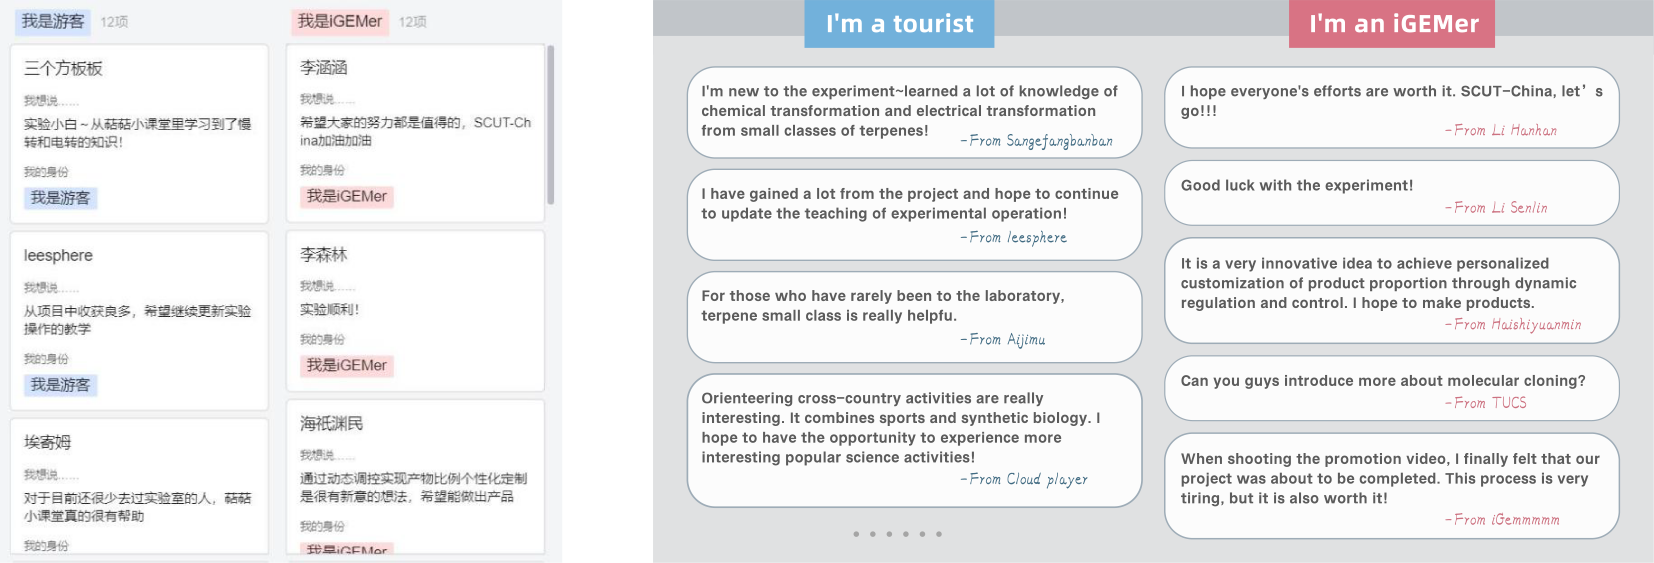 我是游客 12项
三个方板板
我想说……
实验小白～从萜萜小课堂里学习到了慢
转和电转的知识！
我的身份
我是游客
leesphere
我想说……
从项目中收获良多，希望继续更新实验
操作的教学
我的身份
我是游客
埃寄姆
我想说……
对于目前还很少去过实验室的人，萜萜
小课堂真的很有帮助
我的身份
我是iGEMer 12项
李涵涵
我想说……
希望大家的努力都是值得的，SCUT-Ch
ina加油加油
我的身份
我是iGEMer
李森林
我想说……
实验顺利！
我的身份
我是iGEMer
海祇渊民
我想说……
通过动态调控实现产物比例个性化定制
是很有新意的想法，希望能做出产品
我的身份
我是iGEMer
I'm a tourist
I'm new to the experiment~learned a lot of knowledge of
chemical transformation and electrical transformation
from small classes of terpenes!
-From Sangefangbanban
I have gained a lot from the project and hope to continue
to update the teaching of experimental operation!
-From leesphere
For those who have rarely been to the laboratory,
terpene small class is really helpfu.
-From Aijimu
Orienteering cross-country activities are really
interesting. It combines sports and synthetic biology. I
hope to have the opportunity to experience more
interesting popular science activities!
-From Cloud player
......
I'm an iGEMer
I hope everyone's efforts are worth it. SCUT-China, let’s
go!!!
-From Li Hanhan
Good luck with the experiment!
-From Li Senlin
It is a very innovative idea to achieve personalized
customization of product proportion through dynamic
regulation and control. I hope to make products.
-From Haishiyuanmin
Can you guys introduce more about molecular cloning?
-From TUCS
When shooting the promotion video, I finally felt that our
project was about to be completed. This process is very
tiring, but it is also worth it!
-From iGemmmmm